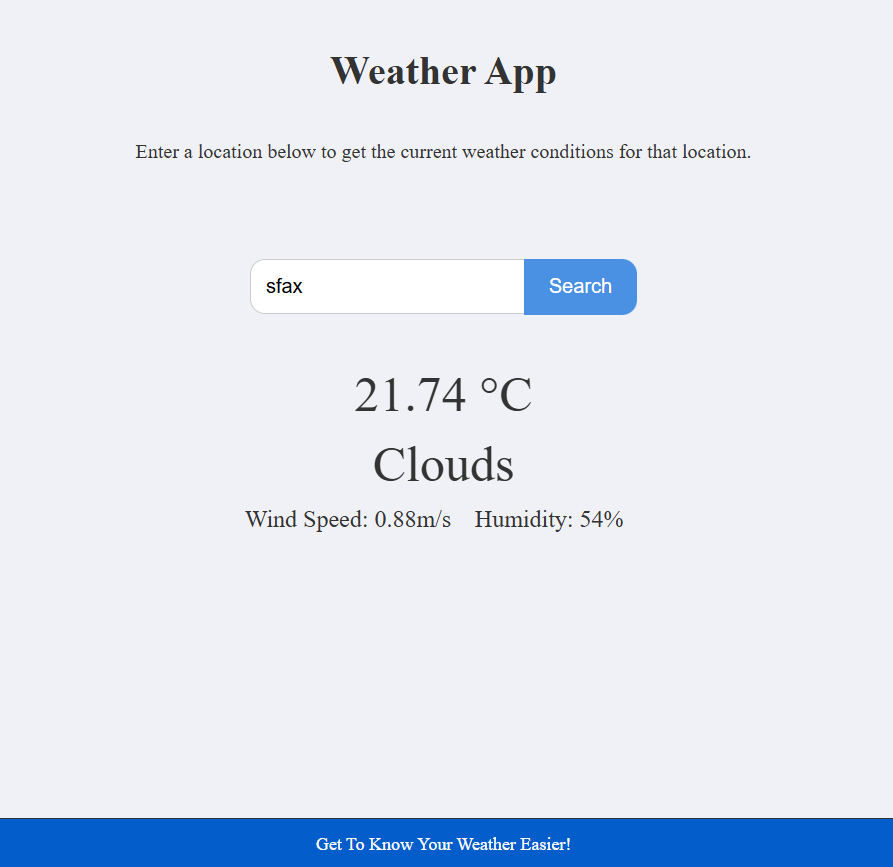 Weather App
Enter a location below to get the current weather conditions for that location.
sfax Search
21.74 °C
Clouds
Wind Speed: 0.88m/s Humidity: 54%
Get To Know Your Weather Easier!